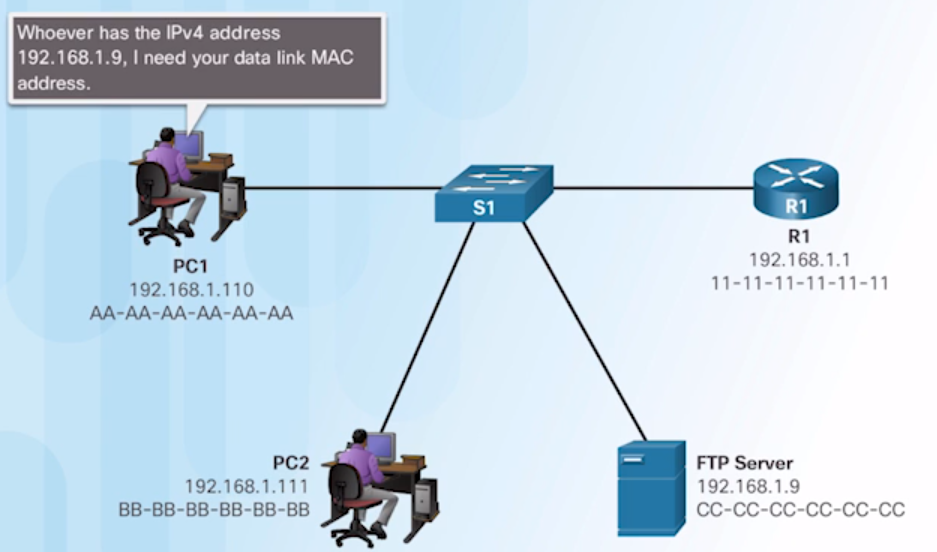 Whoever has the IPv4 address
192.168.1.9, I need your data link MAC
address.
S1
R1
R1
192.168.1.1
11-11-11-11-11-11
PC1
192.168.1.110
AA-AA-AA-AA-AA-AA
PC2
192.168.1.111
BB-BB-BB-BB-BB-BB
FTP Server
192.168.1.9
CC-CC-CC-CC-CC-CC